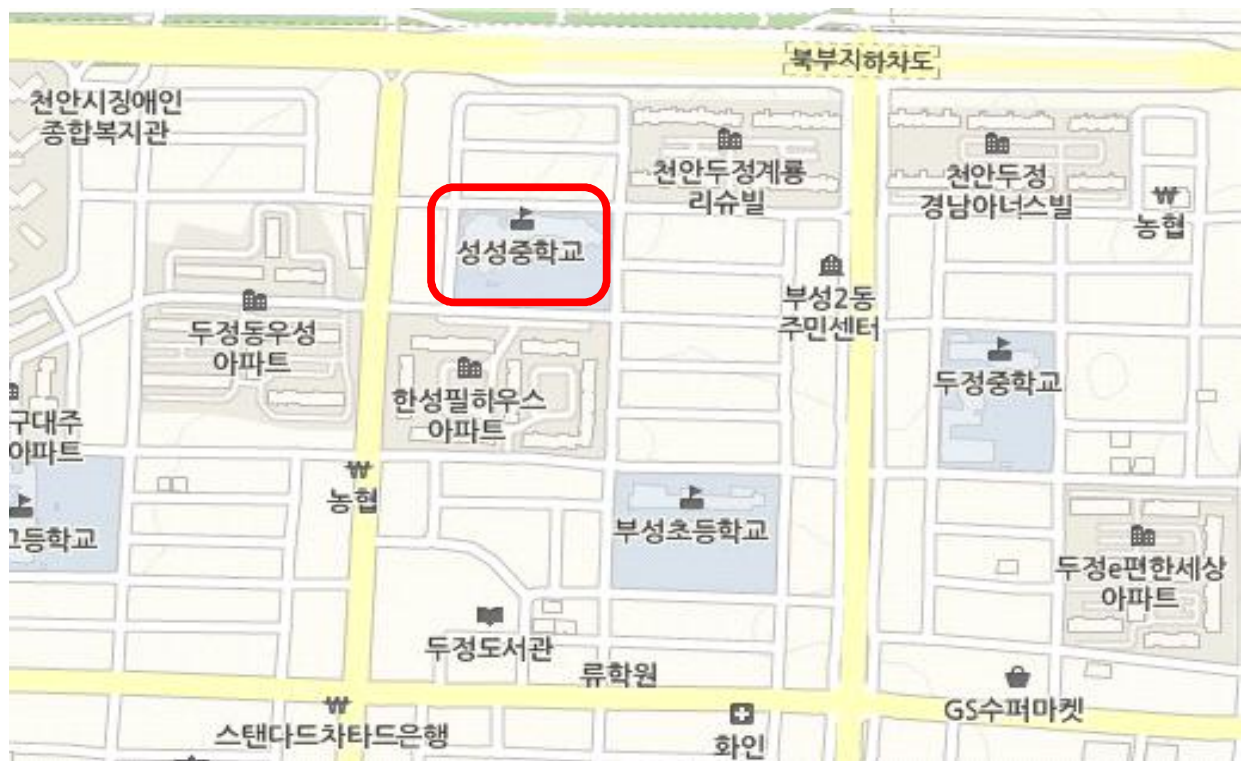 북부지하차도
천안시장애인
종합복지관
천안두정계룡
리슈빌
천안두정
경남아너스빌
농협
성성중학교
부성2동
주민센터
두정동우성
아파트
두정중학교
한성필하우스
아파트
구대주
아파트
농협
부성초등학교
고등학교
두정e편한세상
아파트
두정도서관
류학원
GS수퍼마켓
스탠다드차타드은행
화인